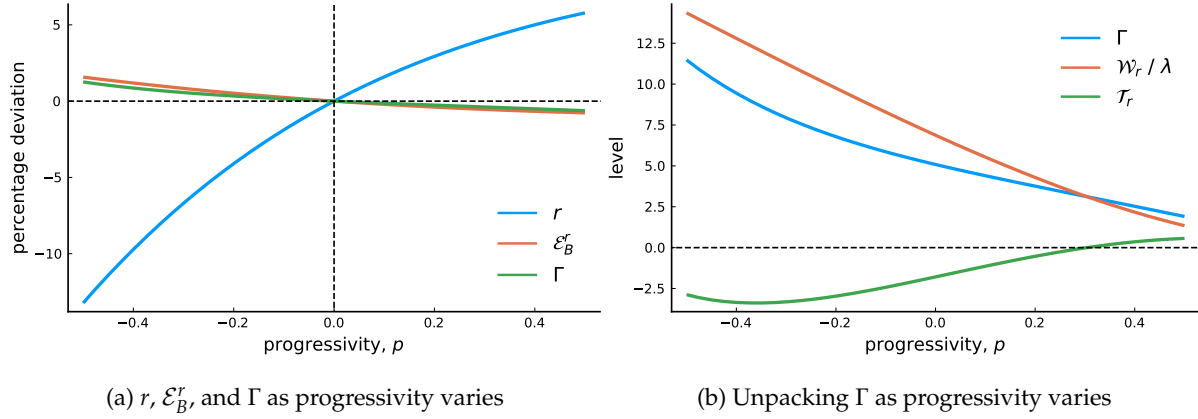 5
0
−5
−10
−0.4
−0.2
0.0
0.2
0.4
percentage deviation
progressivity, p
r
ℰ_B^r
Γ
12.5
10.0
7.5
5.0
2.5
0.0
−2.5
−0.4
−0.2
0.0
0.2
0.4
level
progressivity, p
Γ
𝒲_r / λ
𝒯_r
(a) r, ℰ_B^r, and Γ as progressivity varies
(b) Unpacking Γ as progressivity varies